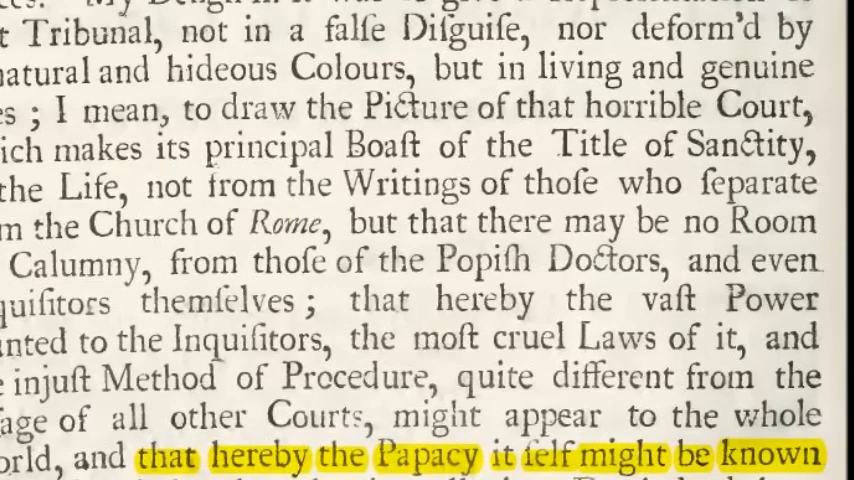 t Tribunal, not in a falſe Diſguiſe, nor deform'd by
natural and hideous Colours, but in living and genuine
es ; I mean, to draw the Picture of that horrible Court,
ich makes its principal Boaſt of the Title of Sanctity,
the Life, not from the Writings of thoſe who ſeparate
m the Church of Rome, but that there may be no Room
Calumny, from thoſe of the Popiſh Doctors, and even
quiſitors themſelves ; that hereby the vaſt Power
anted to the Inquiſitors, the moſt cruel Laws of it, and
e injuſt Method of Procedure, quite different from the
age of all other Courts, might appear to the whole
orld, and that hereby the Papacy it ſelf might be known